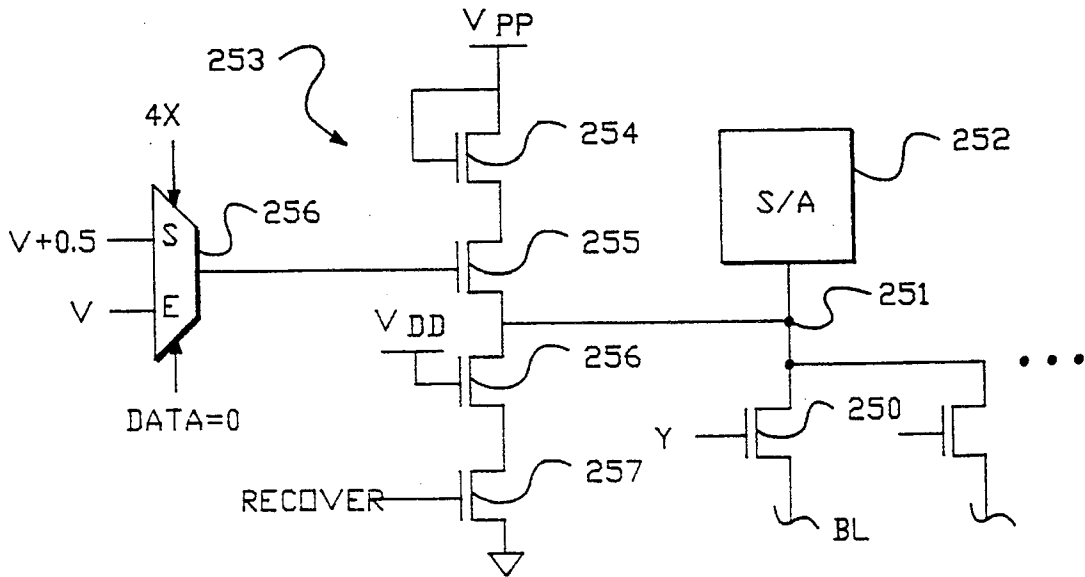 V PP
253
254
4X
252
S/A
256
V+0.5
S
255
V
E
251
V DD
256
DATA=0
Y
250
257
RECOVER
BL